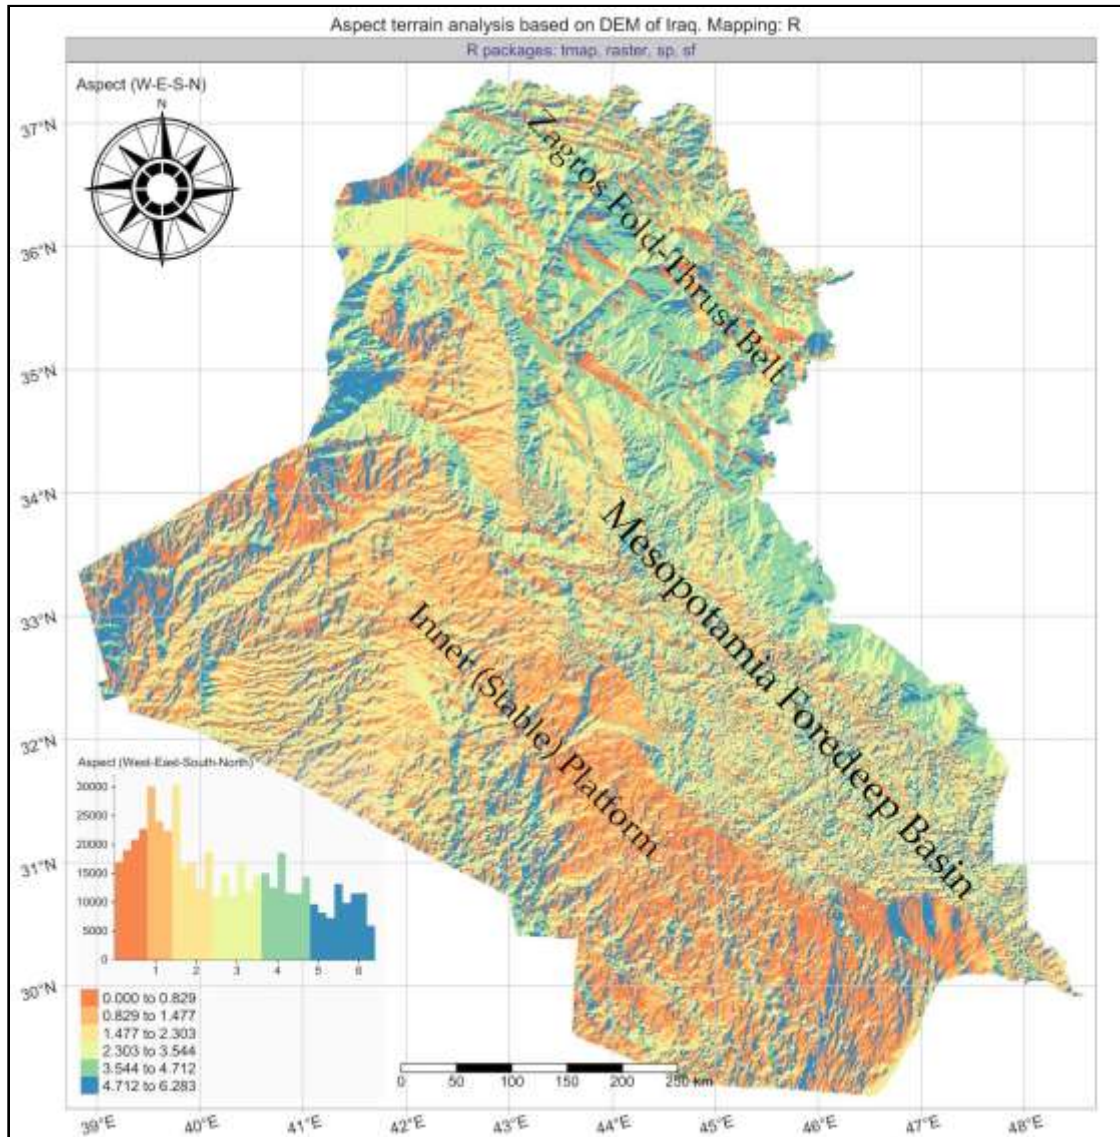 Aspect terrain analysis based on DEM of Iraq. Mapping: R
R packages: tmap, raster, sp, sf
Aspect (W-E-S-N)
N
37°N
36°N
35°N
34°N
33°N
32°N
31°N
30°N
Zagros Fold-Thrust Belt
Mesopotamia Foredeep Basin
Inner (Stable) Platform
Aspect (West-East-South-North)
30000
25000
20000
15000
10000
5000
0
1 2 3 4 5 6
0.000 to 0.829
0.829 to 1.477
1.477 to 2.303
2.303 to 3.544
3.544 to 4.712
4.712 to 6.283
0 50 100 150 200 250 km
39°E 40°E 41°E 42°E 43°E 44°E 45°E 46°E 47°E 48°E